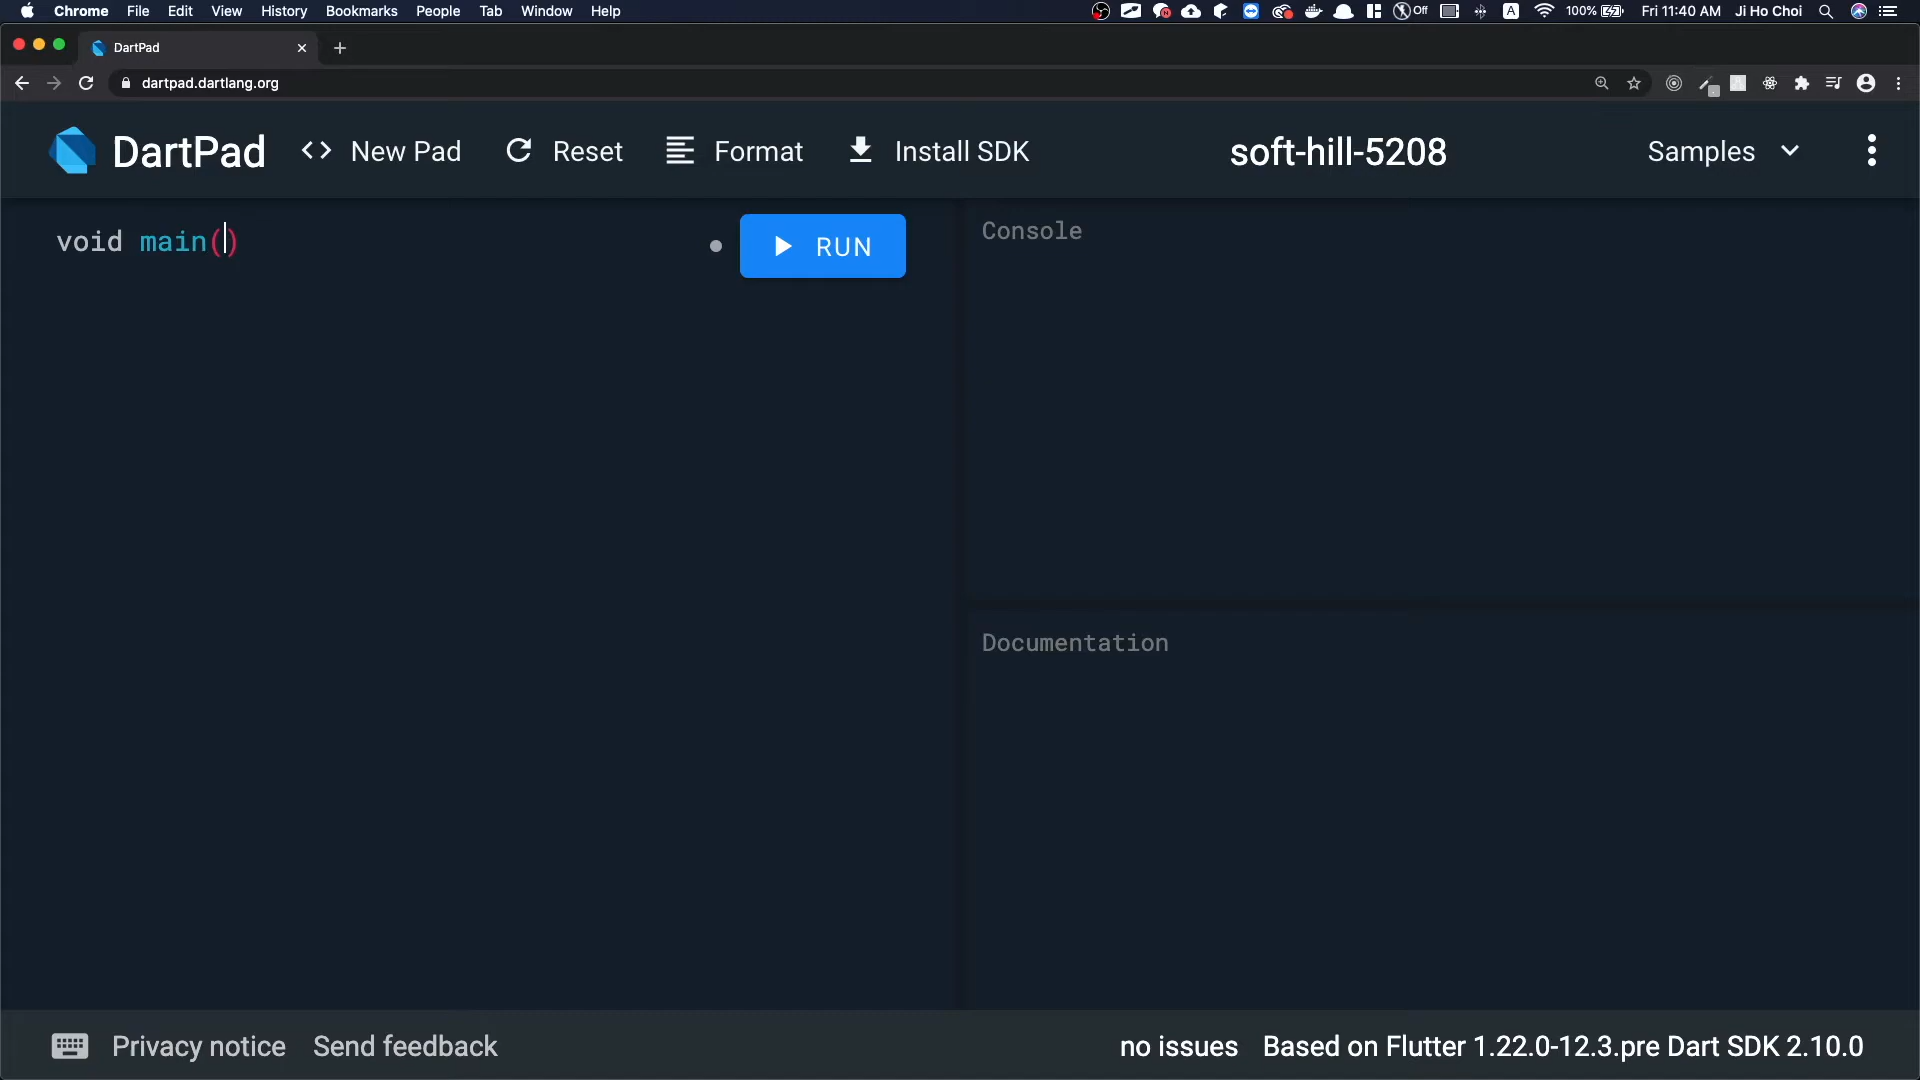 Chrome File Edit View History Bookmarks People Tab Window Help Off A 100% Fri 11:40 AM Ji Ho Choi
DartPad
dartpad.dartlang.org
DartPad <> New Pad Reset Format Install SDK soft-hill-5208 Samples
void main()
RUN
Console
Documentation
Privacy notice Send feedback no issues Based on Flutter 1.22.0-12.3.pre Dart SDK 2.10.0